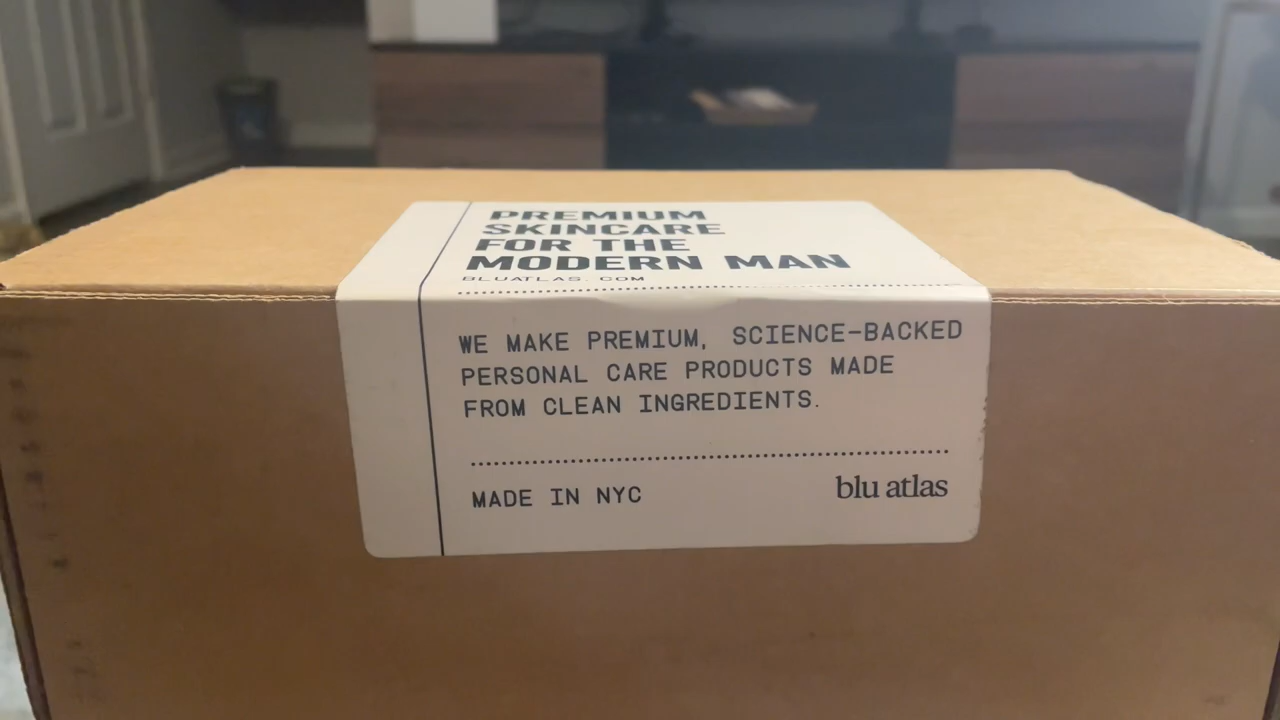 PREMIUM
SKINCARE
FOR THE
MODERN MAN
BLUATLAS.COM
WE MAKE PREMIUM, SCIENCE-BACKED
PERSONAL CARE PRODUCTS MADE
FROM CLEAN INGREDIENTS.
MADE IN NYC
blu atlas